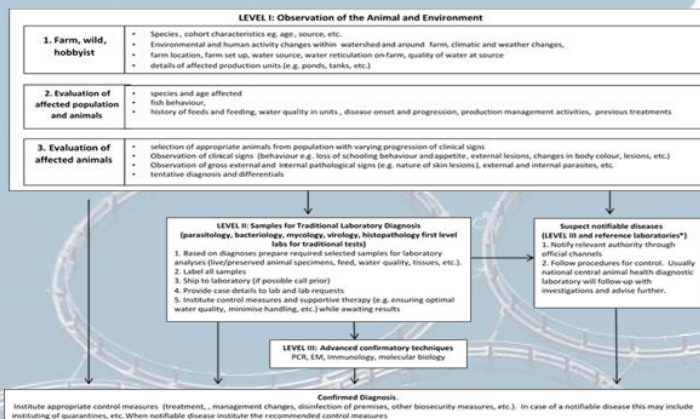 LEVEL I: Observation of the Animal and Environment
1. Farm, wild,
hobbyist
• Species , cohort characteristics eg. age , source, etc.
• Environmental and human activity changes within watershed and around farm, climatic and weather changes,
• farm location, farm set up, water source, water reticulation on-farm, quality of water at source
• details of affected production units (e.g. ponds, tanks, etc.)
2. Evaluation of
affected population
and animals
• species and age affected
• fish behaviour,
• history of feeds and feeding, water quality in units , disease onset and progression, production management activities, previous treatments
3. Evaluation of
affected animals
• selection of appropriate animals from population with varying progression of clinical signs
• Observation of clinical signs (behaviour e.g. loss of schooling behaviour and appetite, external lesions, changes in body colour, lesions, etc.)
• Observation of gross external and internal pathological signs (e.g. nature of skin lesions), external and internal parasites, etc
• tentative diagnosis and differentials
LEVEL II: Samples for Traditional Laboratory Diagnosis
(parasitology, bacteriology, mycology, virology, histopathology first level
labs for traditional tests)
1. Based on diagnoses prepare required selected samples for laboratory
analyses (live/preserved animal specimens, feed, water quality, tissues, etc.).
2. Label all samples
3. Ship to laboratory (if possible call prior)
4. Provide case details to lab and lab requests
5. Institute control measures and supportive therapy (e.g. ensuring optimal
water quality, minimise handling, etc.) while awaiting results
Suspect notifiable diseases
(LEVEL III and reference laboratories*)
1. Notify relevant authority through
official channels
2. Follow procedures for control. Usually
national central animal health diagnostic
laboratory will follow-up with
investigations and advise further.
LEVEL III: Advanced confirmatory techniques
PCR, EM, Immunology, molecular biology
Confirmed Diagnosis.
Institute appropriate control measures (treatment, , management changes, disinfection of premises, other biosecurity measures, etc.). In case of a notifiable disease this may include
instituting of quarantines, etc. When notifiable disease institute the recommended control measures